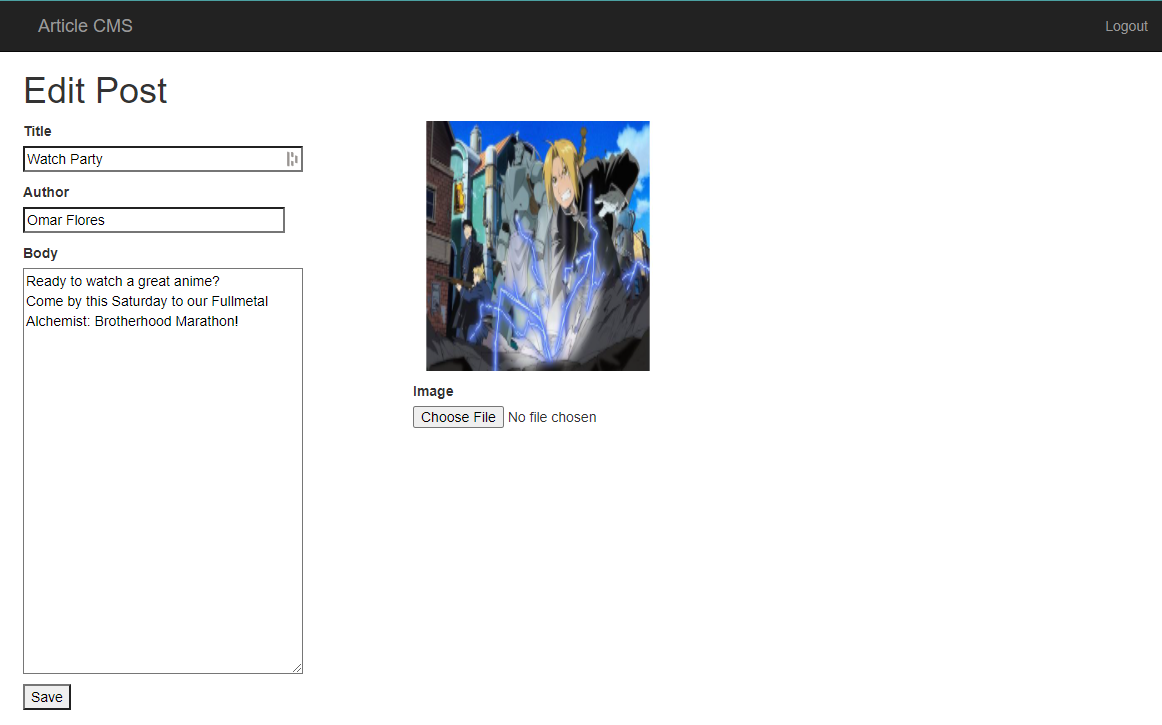 Article CMS
Logout
Edit Post
Title
Watch Party
Author
Omar Flores
Body
Ready to watch a great anime?
Come by this Saturday to our Fullmetal
Alchemist: Brotherhood Marathon!
Image
Choose File No file chosen
Save